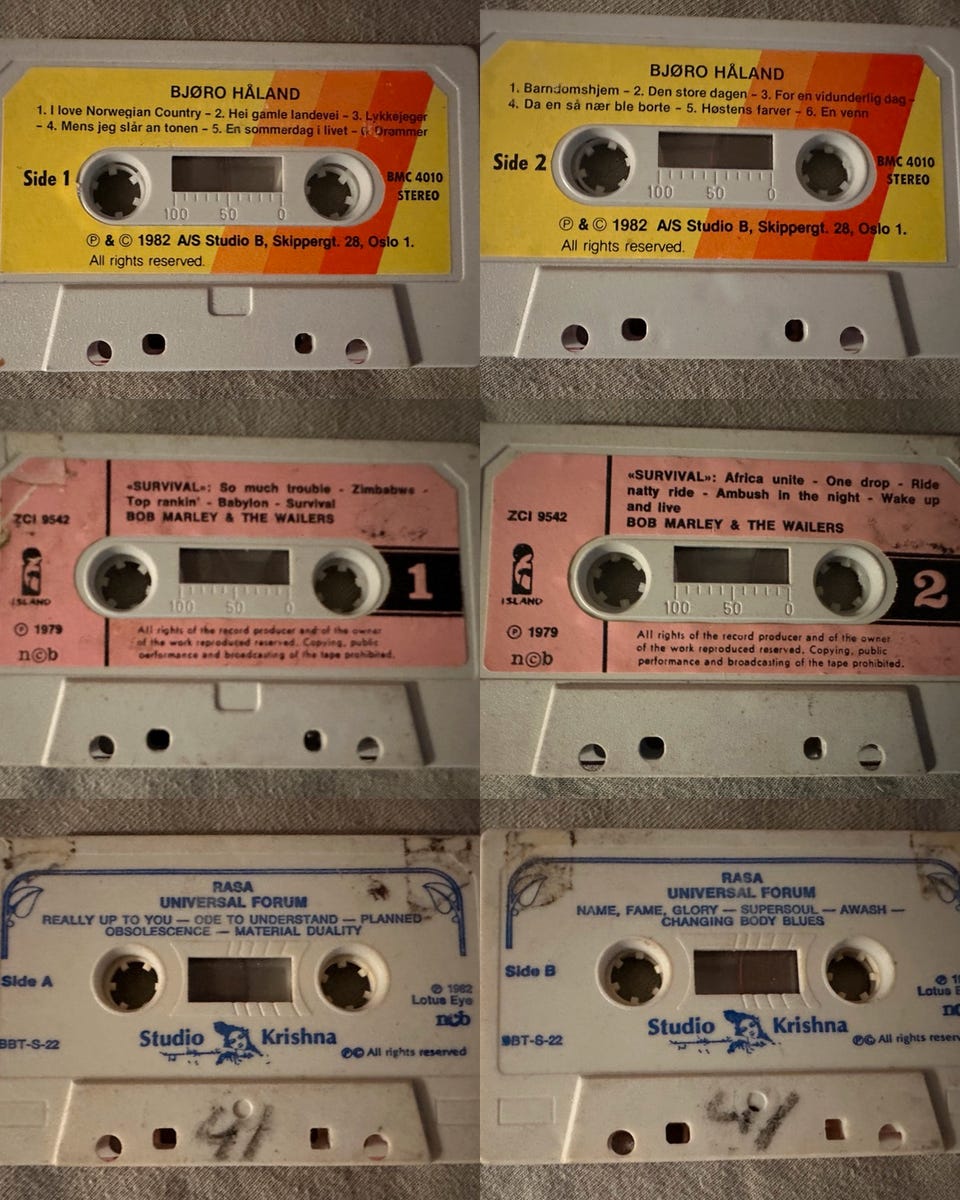 BJØRO HÅLAND
1. I love Norwegian Country – 2. Hei gamle landevei – 3. Lykkejeger
– 4. Mens jeg slår an tonen – 5. En sommerdag i livet – 6. Drømmer
Side 1
BMC 4010
STEREO
100 50 0
Ⓟ & © 1982 A/S Studio B, Skippergt. 28, Oslo 1.
All rights reserved.
BJØRO HÅLAND
1. Barndomshjem – 2. Den store dagen – 3. For en vidunderlig dag –
4. Da en så nær ble borte – 5. Høstens farver – 6. En venn
Side 2
BMC 4010
STEREO
100 50 0
Ⓟ & © 1982 A/S Studio B, Skippergt. 28, Oslo 1.
All rights reserved.
«SURVIVAL»: So much trouble - Zimbabwe -
Top rankin' - Babylon - Survival
BOB MARLEY & THE WAILERS
ZCI 9542
ISLAND
1
100 50 0
Ⓟ 1979
n©b
All rights of the record producer and of the owner
of the work reproduced reserved. Copying, public
performance and broadcasting of the tape prohibited.
«SURVIVAL»: Africa unite - One drop - Ride
natty ride - Ambush in the night - Wake up
and live
BOB MARLEY & THE WAILERS
ZCI 9542
ISLAND
2
100 50 0
Ⓟ 1979
n©b
All rights of the record producer and of the owner
of the work reproduced reserved. Copying, public
performance and broadcasting of the tape prohibited.
RASA
UNIVERSAL FORUM
REALLY UP TO YOU — ODE TO UNDERSTAND — PLANNED
OBSOLESCENCE — MATERIAL DUALITY
Side A
Ⓟ 1982
Lotus Eye
ncb
BBT-S-22
Studio Krishna
Ⓟ© All rights reserved
41
RASA
UNIVERSAL FORUM
NAME, FAME, GLORY — SUPERSOUL — AWASH —
CHANGING BODY BLUES
Side B
Lotus
BBT-S-22
Studio Krishna
Ⓟ© All rights
41